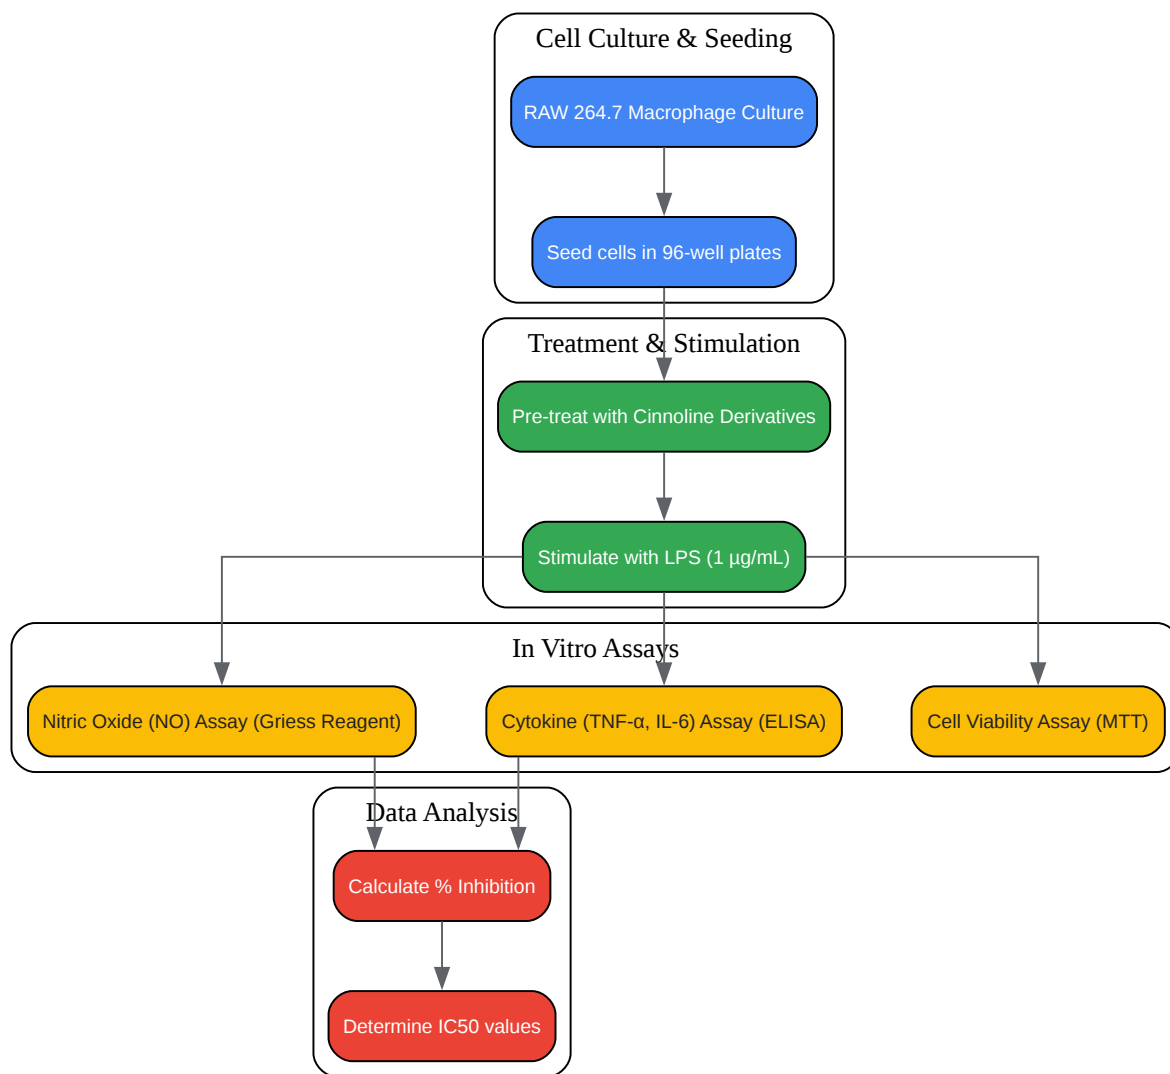 Cell Culture & Seeding
RAW 264.7 Macrophage Culture
Seed cells in 96-well plates
Treatment & Stimulation
Pre-treat with Cinnoline Derivatives
Stimulate with LPS (1 µg/mL)
In Vitro Assays
Nitric Oxide (NO) Assay (Griess Reagent)
Cytokine (TNF-α, IL-6) Assay (ELISA)
Cell Viability Assay (MTT)
Data Analysis
Calculate % Inhibition
Determine IC50 values